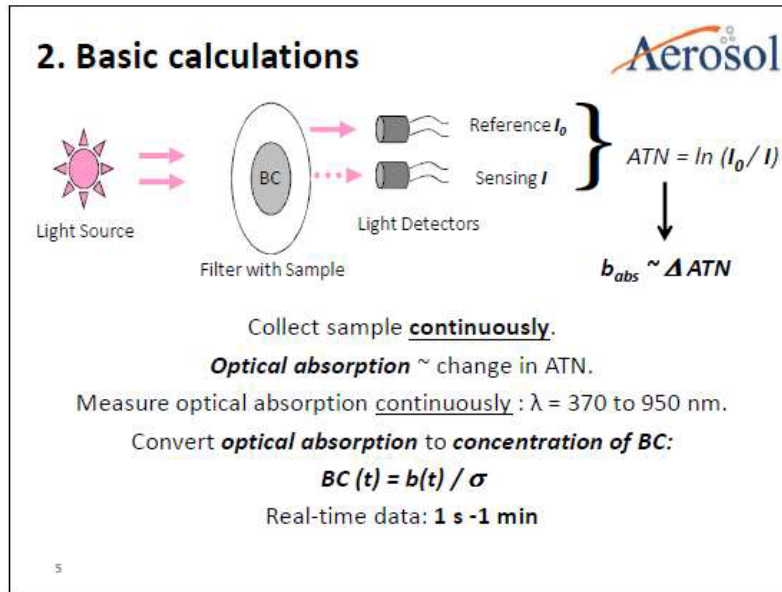 2. Basic calculations
Aerosol
Reference I₀
Sensing I
ATN = ln (I₀ / I)
BC
Light Source
Light Detectors
Filter with Sample
b_abs ~ Δ ATN
Collect sample continuously.
Optical absorption ~ change in ATN.
Measure optical absorption continuously : λ = 370 to 950 nm.
Convert optical absorption to concentration of BC:
BC (t) = b(t) / σ
Real-time data: 1 s -1 min
5